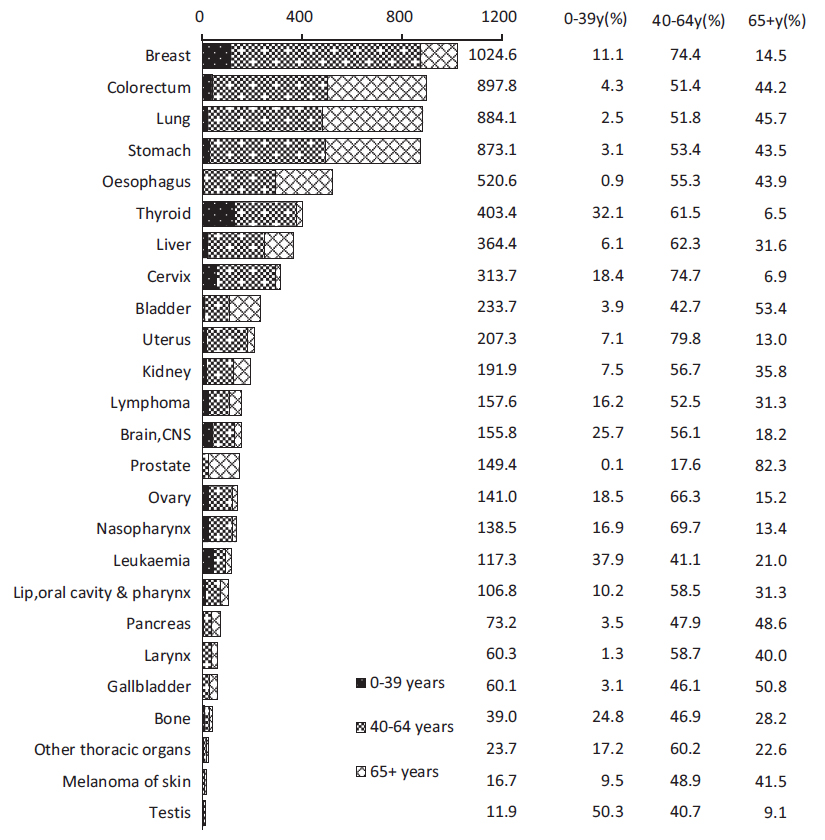 0 400 800 1200 0-39y(%) 40-64y(%) 65+y(%)
Breast 1024.6 11.1 74.4 14.5
Colorectum 897.8 4.3 51.4 44.2
Lung 884.1 2.5 51.8 45.7
Stomach 873.1 3.1 53.4 43.5
Oesophagus 520.6 0.9 55.3 43.9
Thyroid 403.4 32.1 61.5 6.5
Liver 364.4 6.1 62.3 31.6
Cervix 313.7 18.4 74.7 6.9
Bladder 233.7 3.9 42.7 53.4
Uterus 207.3 7.1 79.8 13.0
Kidney 191.9 7.5 56.7 35.8
Lymphoma 157.6 16.2 52.5 31.3
Brain,CNS 155.8 25.7 56.1 18.2
Prostate 149.4 0.1 17.6 82.3
Ovary 141.0 18.5 66.3 15.2
Nasopharynx 138.5 16.9 69.7 13.4
Leukaemia 117.3 37.9 41.1 21.0
Lip,oral cavity & pharynx 106.8 10.2 58.5 31.3
Pancreas 73.2 3.5 47.9 48.6
Larynx 60.3 1.3 58.7 40.0
Gallbladder 60.1 3.1 46.1 50.8
Bone 39.0 24.8 46.9 28.2
Other thoracic organs 23.7 17.2 60.2 22.6
Melanoma of skin 16.7 9.5 48.9 41.5
Testis 11.9 50.3 40.7 9.1
0-39 years
40-64 years
65+ years